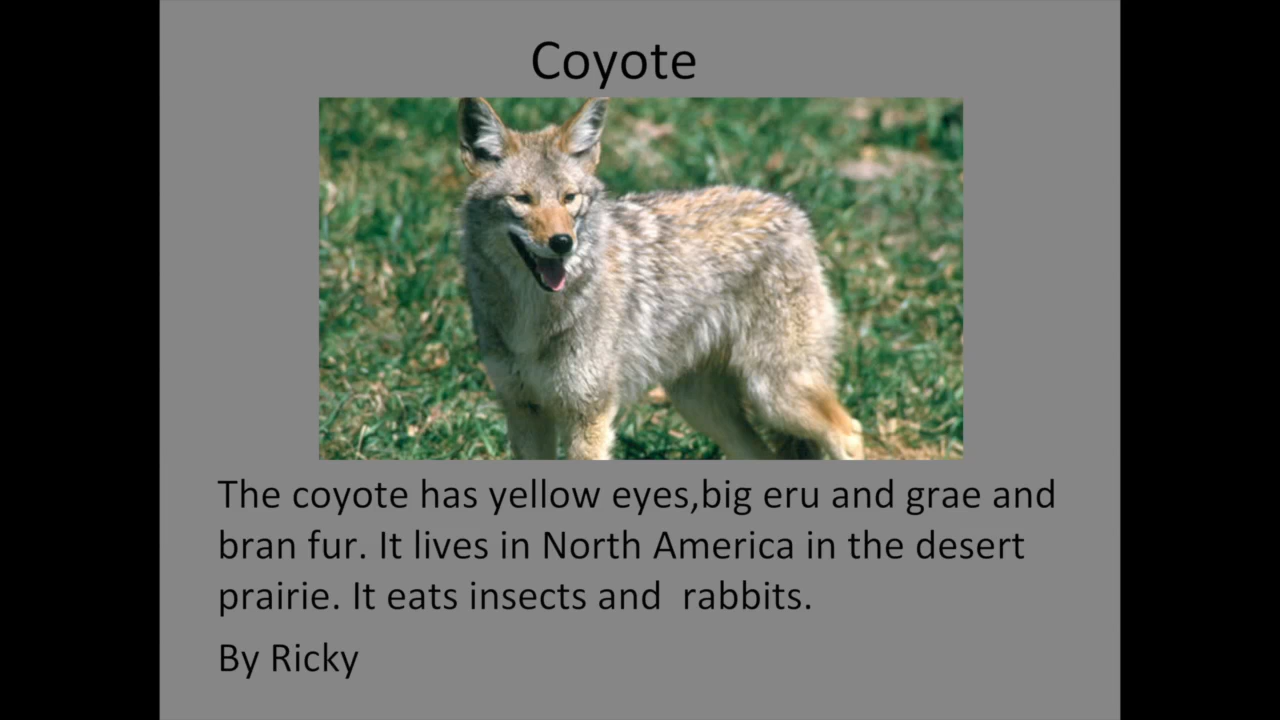 Coyote
The coyote has yellow eyes,big eru and grae and
bran fur. It lives in North America in the desert
prairie. It eats insects and  rabbits.
By Ricky